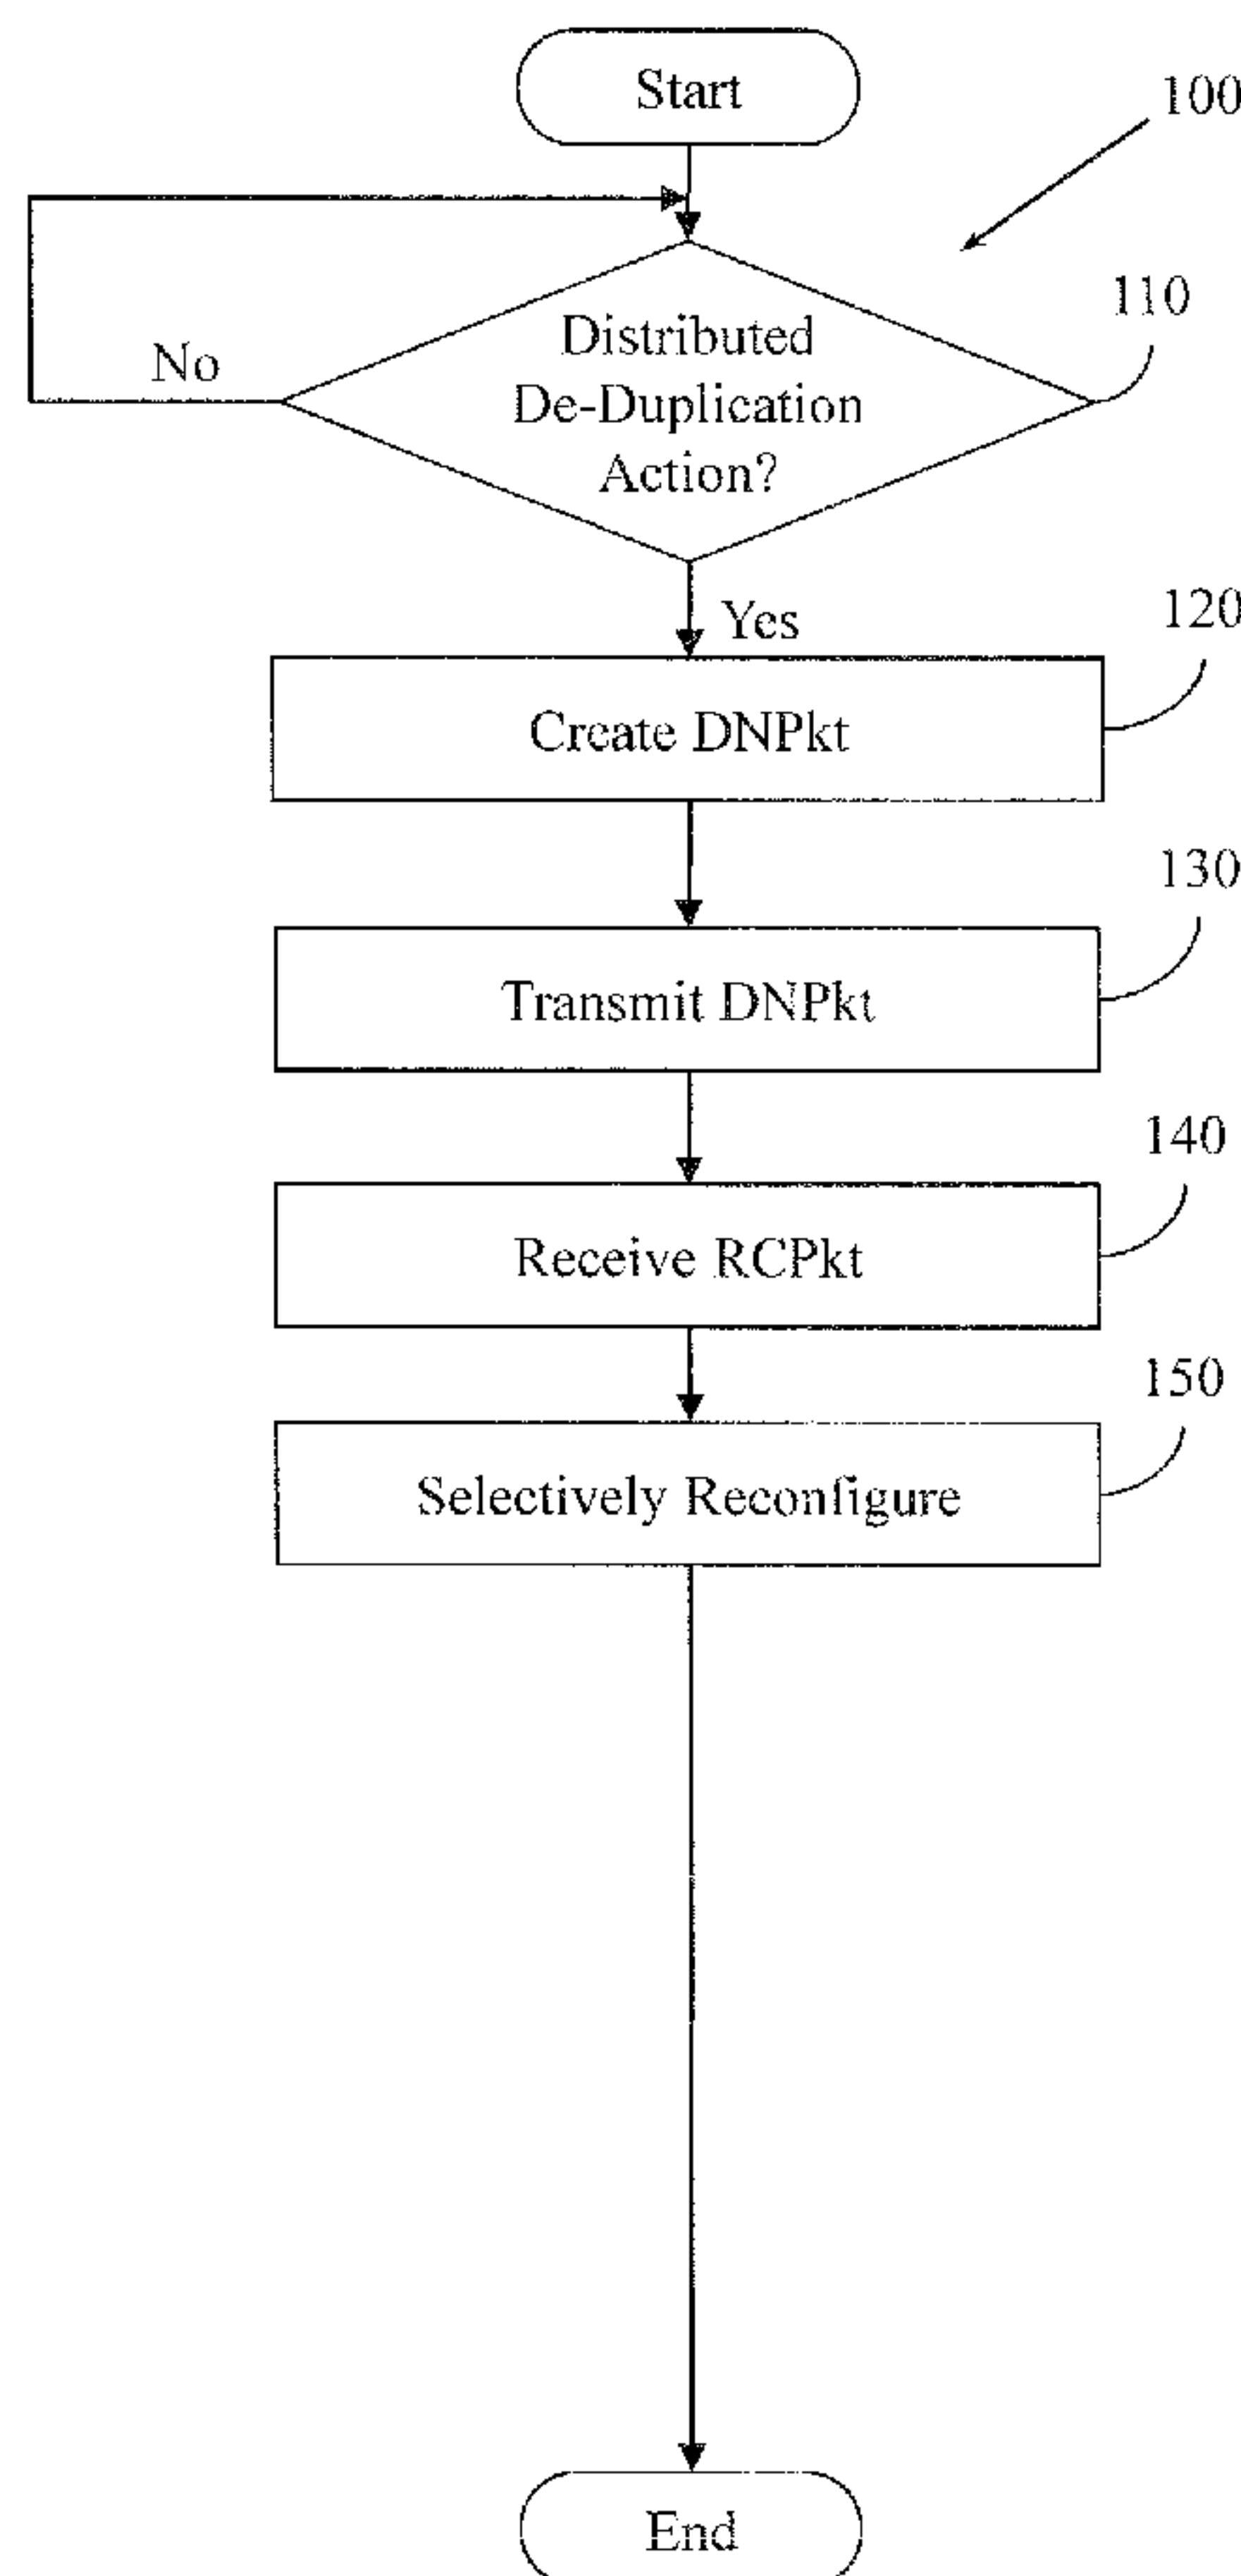 Start
100
110
Distributed
De-Duplication
Action?
No
Yes
120
Create DNPkt
130
Transmit DNPkt
140
Receive RCPkt
150
Selectively Reconfigure
End